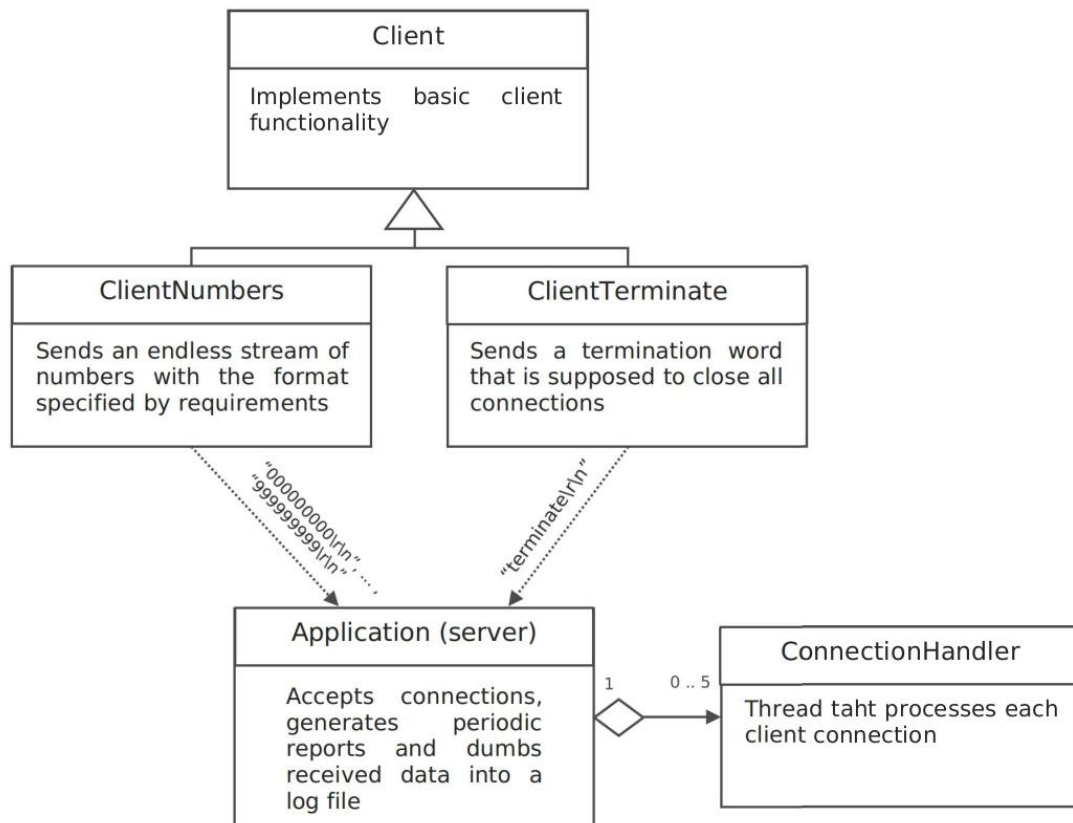 Client
Implements basic client
functionality
ClientNumbers
Sends an endless stream of
numbers with the format
specified by requirements
ClientTerminate
Sends a termination word
that is supposed to close all
connections
“000000000\r\n”, ... ,
“999999999\r\n”
“terminate\r\n”
Application (server)
Accepts connections,
generates periodic
reports and dumbs
received data into a
log file
1
0 .. 5
ConnectionHandler
Thread taht processes each
client connection